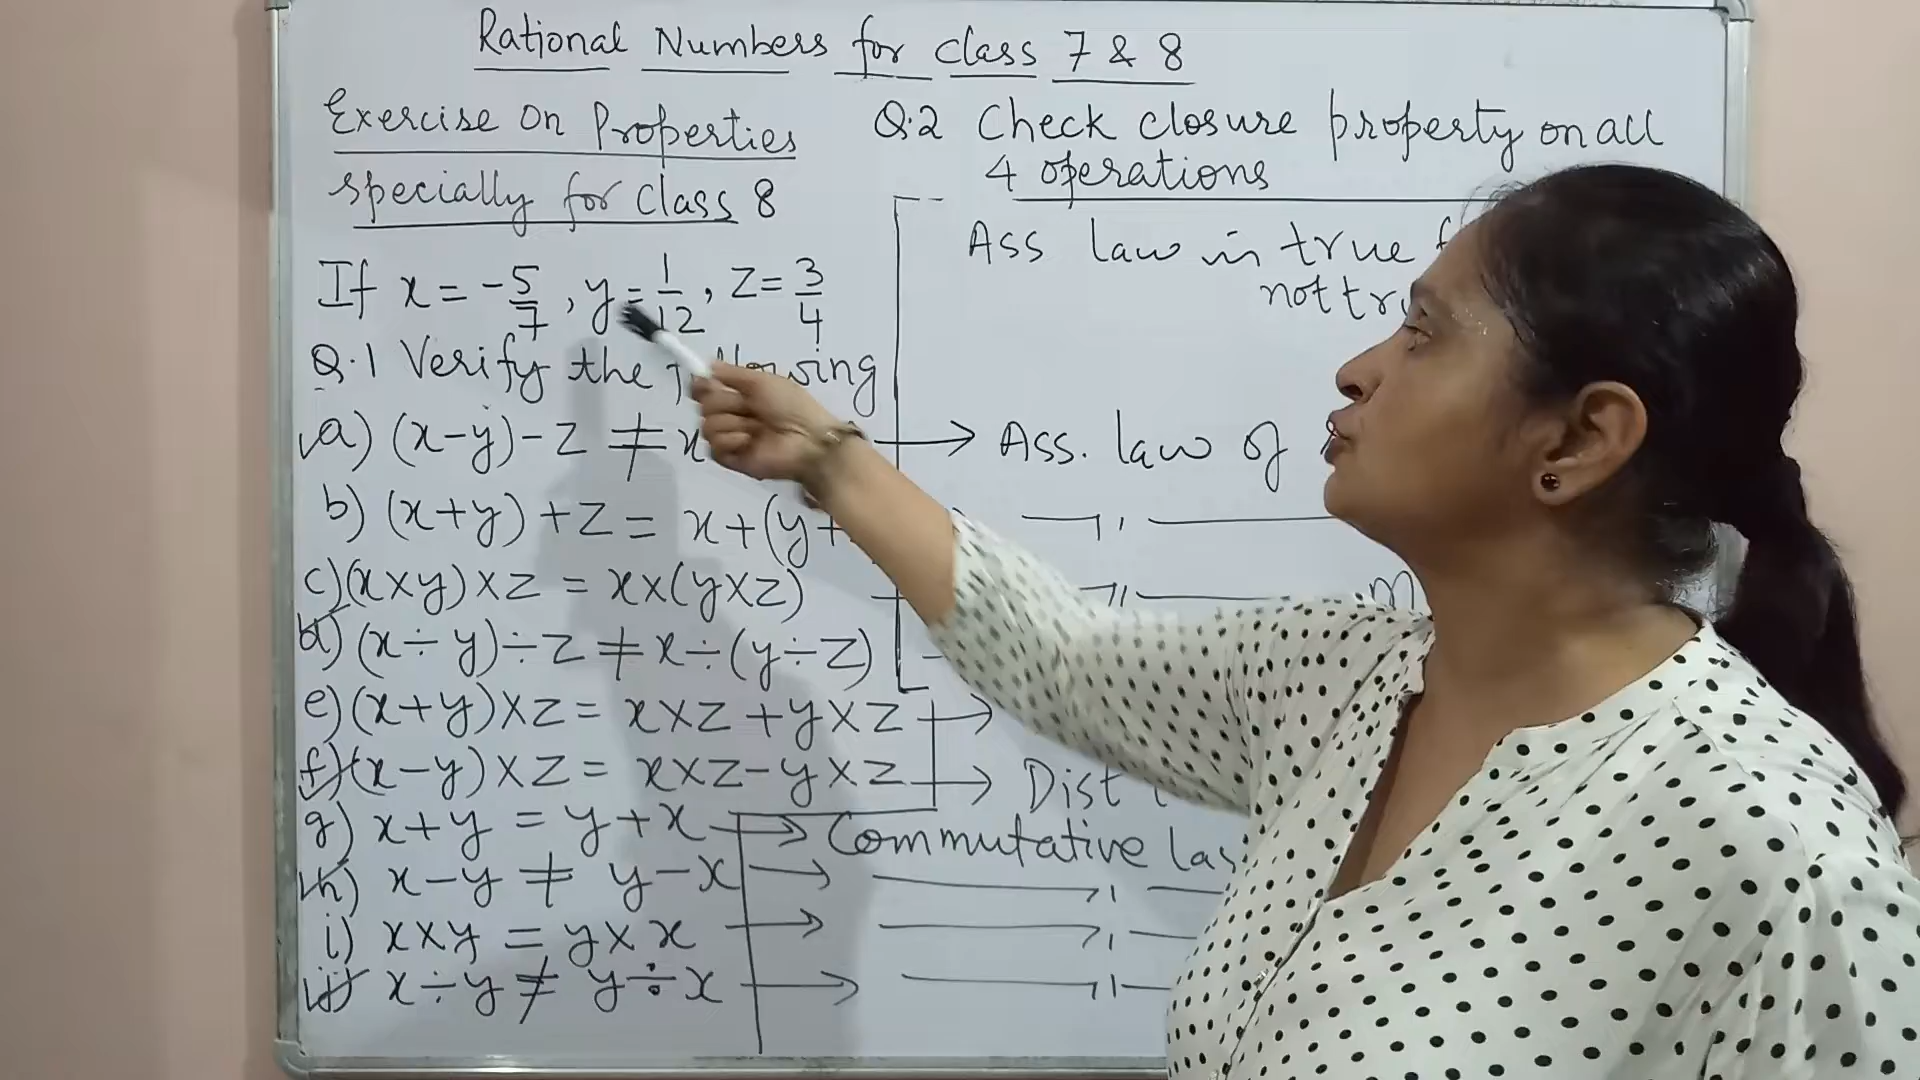 Rational Numbers for class 7 & 8
Exercise on Properties
specially for class 8
If x = -5/7, y = 1/12, z = 3/4
Q.1 Verify the following
a) (x-y)-z ≠ x
b) (x+y)+z = x+(y+
c) (x×y)×z = x×(y×z)
d) (x÷y)÷z ≠ x÷(y÷z)
e) (x+y)×z = x×z+y×z
f) (x-y)×z = x×z-y×z
g) x+y = y+x
h) x-y ≠ y-x
i) x×y = y×x
j) x÷y ≠ y÷x
Q.2 Check closure property on all
4 operations
Ass law is true
not
→ Ass. law of
—〃—
—〃— M
→
→ Dist
→ Commutative
→ —〃—
→ —〃—
→ —〃—